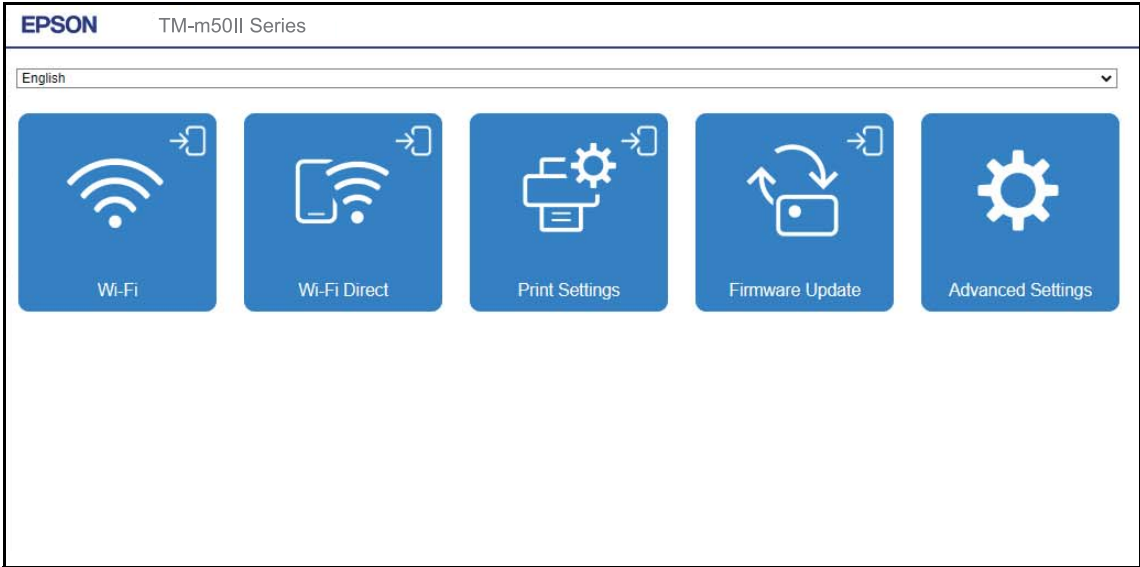 EPSON TM-m50II Series
English
Wi-Fi Wi-Fi Direct Print Settings Firmware Update Advanced Settings